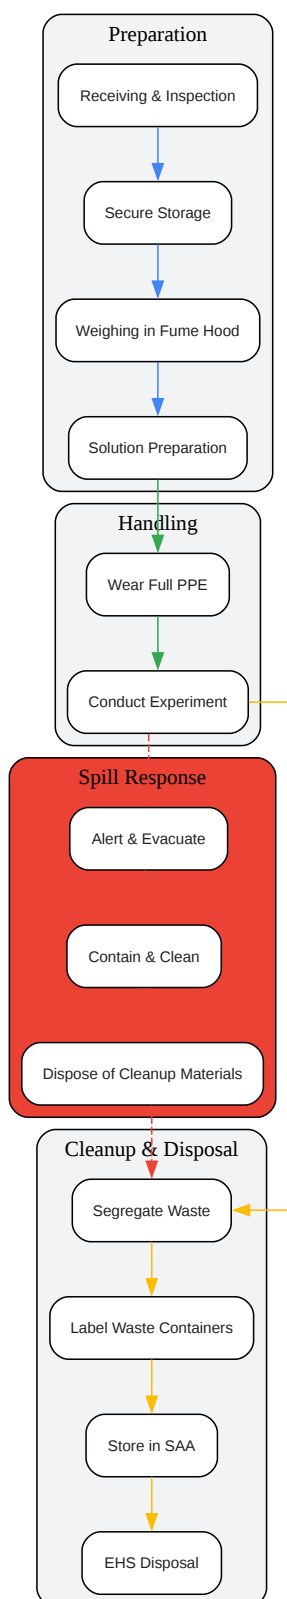 Preparation
Receiving & Inspection
Secure Storage
Weighing in Fume Hood
Solution Preparation
Handling
Wear Full PPE
Conduct Experiment
Spill Response
Alert & Evacuate
Contain & Clean
Dispose of Cleanup Materials
Cleanup & Disposal
Segregate Waste
Label Waste Containers
Store in SAA
EHS Disposal